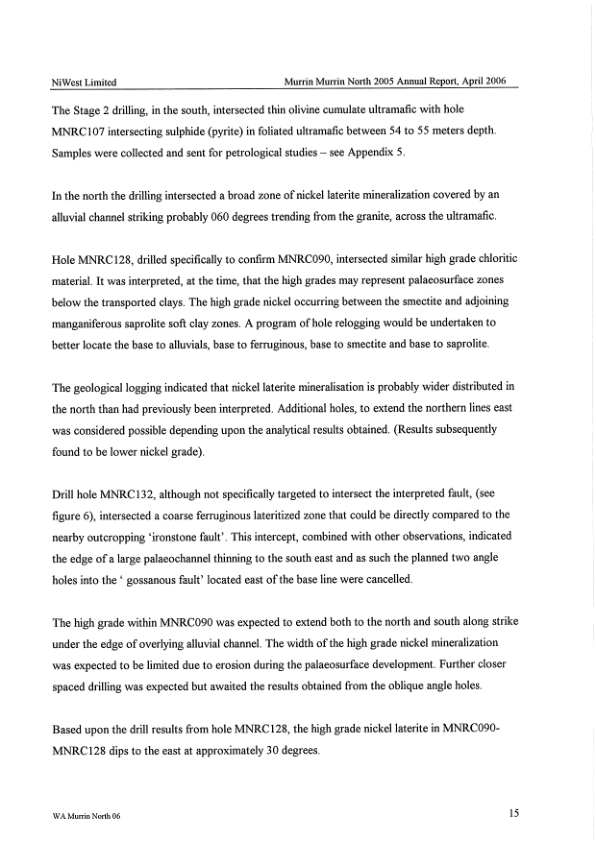 NiWest Limited Murrin Murrin North 2005 Annual Report, April 2006
The Stage 2 drilling, in the south, intersected thin olivine cumulate ultramafic with hole
MNRC107 intersecting sulphide (pyrite) in foliated ultramafic between 54 to 55 meters depth.
Samples were collected and sent for petrological studies – see Appendix 5.
In the north the drilling intersected a broad zone of nickel laterite mineralization covered by an
alluvial channel striking probably 060 degrees trending from the granite, across the ultramafic.
Hole MNRC128, drilled specifically to confirm MNRC090, intersected similar high grade chloritic
material. It was interpreted, at the time, that the high grades may represent palaeosurface zones
below the transported clays. The high grade nickel occurring between the smectite and adjoining
manganiferous saprolite soft clay zones. A program of hole relogging would be undertaken to
better locate the base to alluvials, base to ferruginous, base to smectite and base to saprolite.
The geological logging indicated that nickel laterite mineralisation is probably wider distributed in
the north than had previously been interpreted. Additional holes, to extend the northern lines east
was considered possible depending upon the analytical results obtained. (Results subsequently
found to be lower nickel grade).
Drill hole MNRC132, although not specifically targeted to intersect the interpreted fault, (see
figure 6), intersected a coarse ferruginous lateritized zone that could be directly compared to the
nearby outcropping ‘ironstone fault’. This intercept, combined with other observations, indicated
the edge of a large palaeochannel thinning to the south east and as such the planned two angle
holes into the ‘ gossanous fault’ located east of the base line were cancelled.
The high grade within MNRC090 was expected to extend both to the north and south along strike
under the edge of overlying alluvial channel. The width of the high grade nickel mineralization
was expected to be limited due to erosion during the palaeosurface development. Further closer
spaced drilling was expected but awaited the results obtained from the oblique angle holes.
Based upon the drill results from hole MNRC128, the high grade nickel laterite in MNRC090-
MNRC128 dips to the east at approximately 30 degrees.
WA Murrin North 06 15